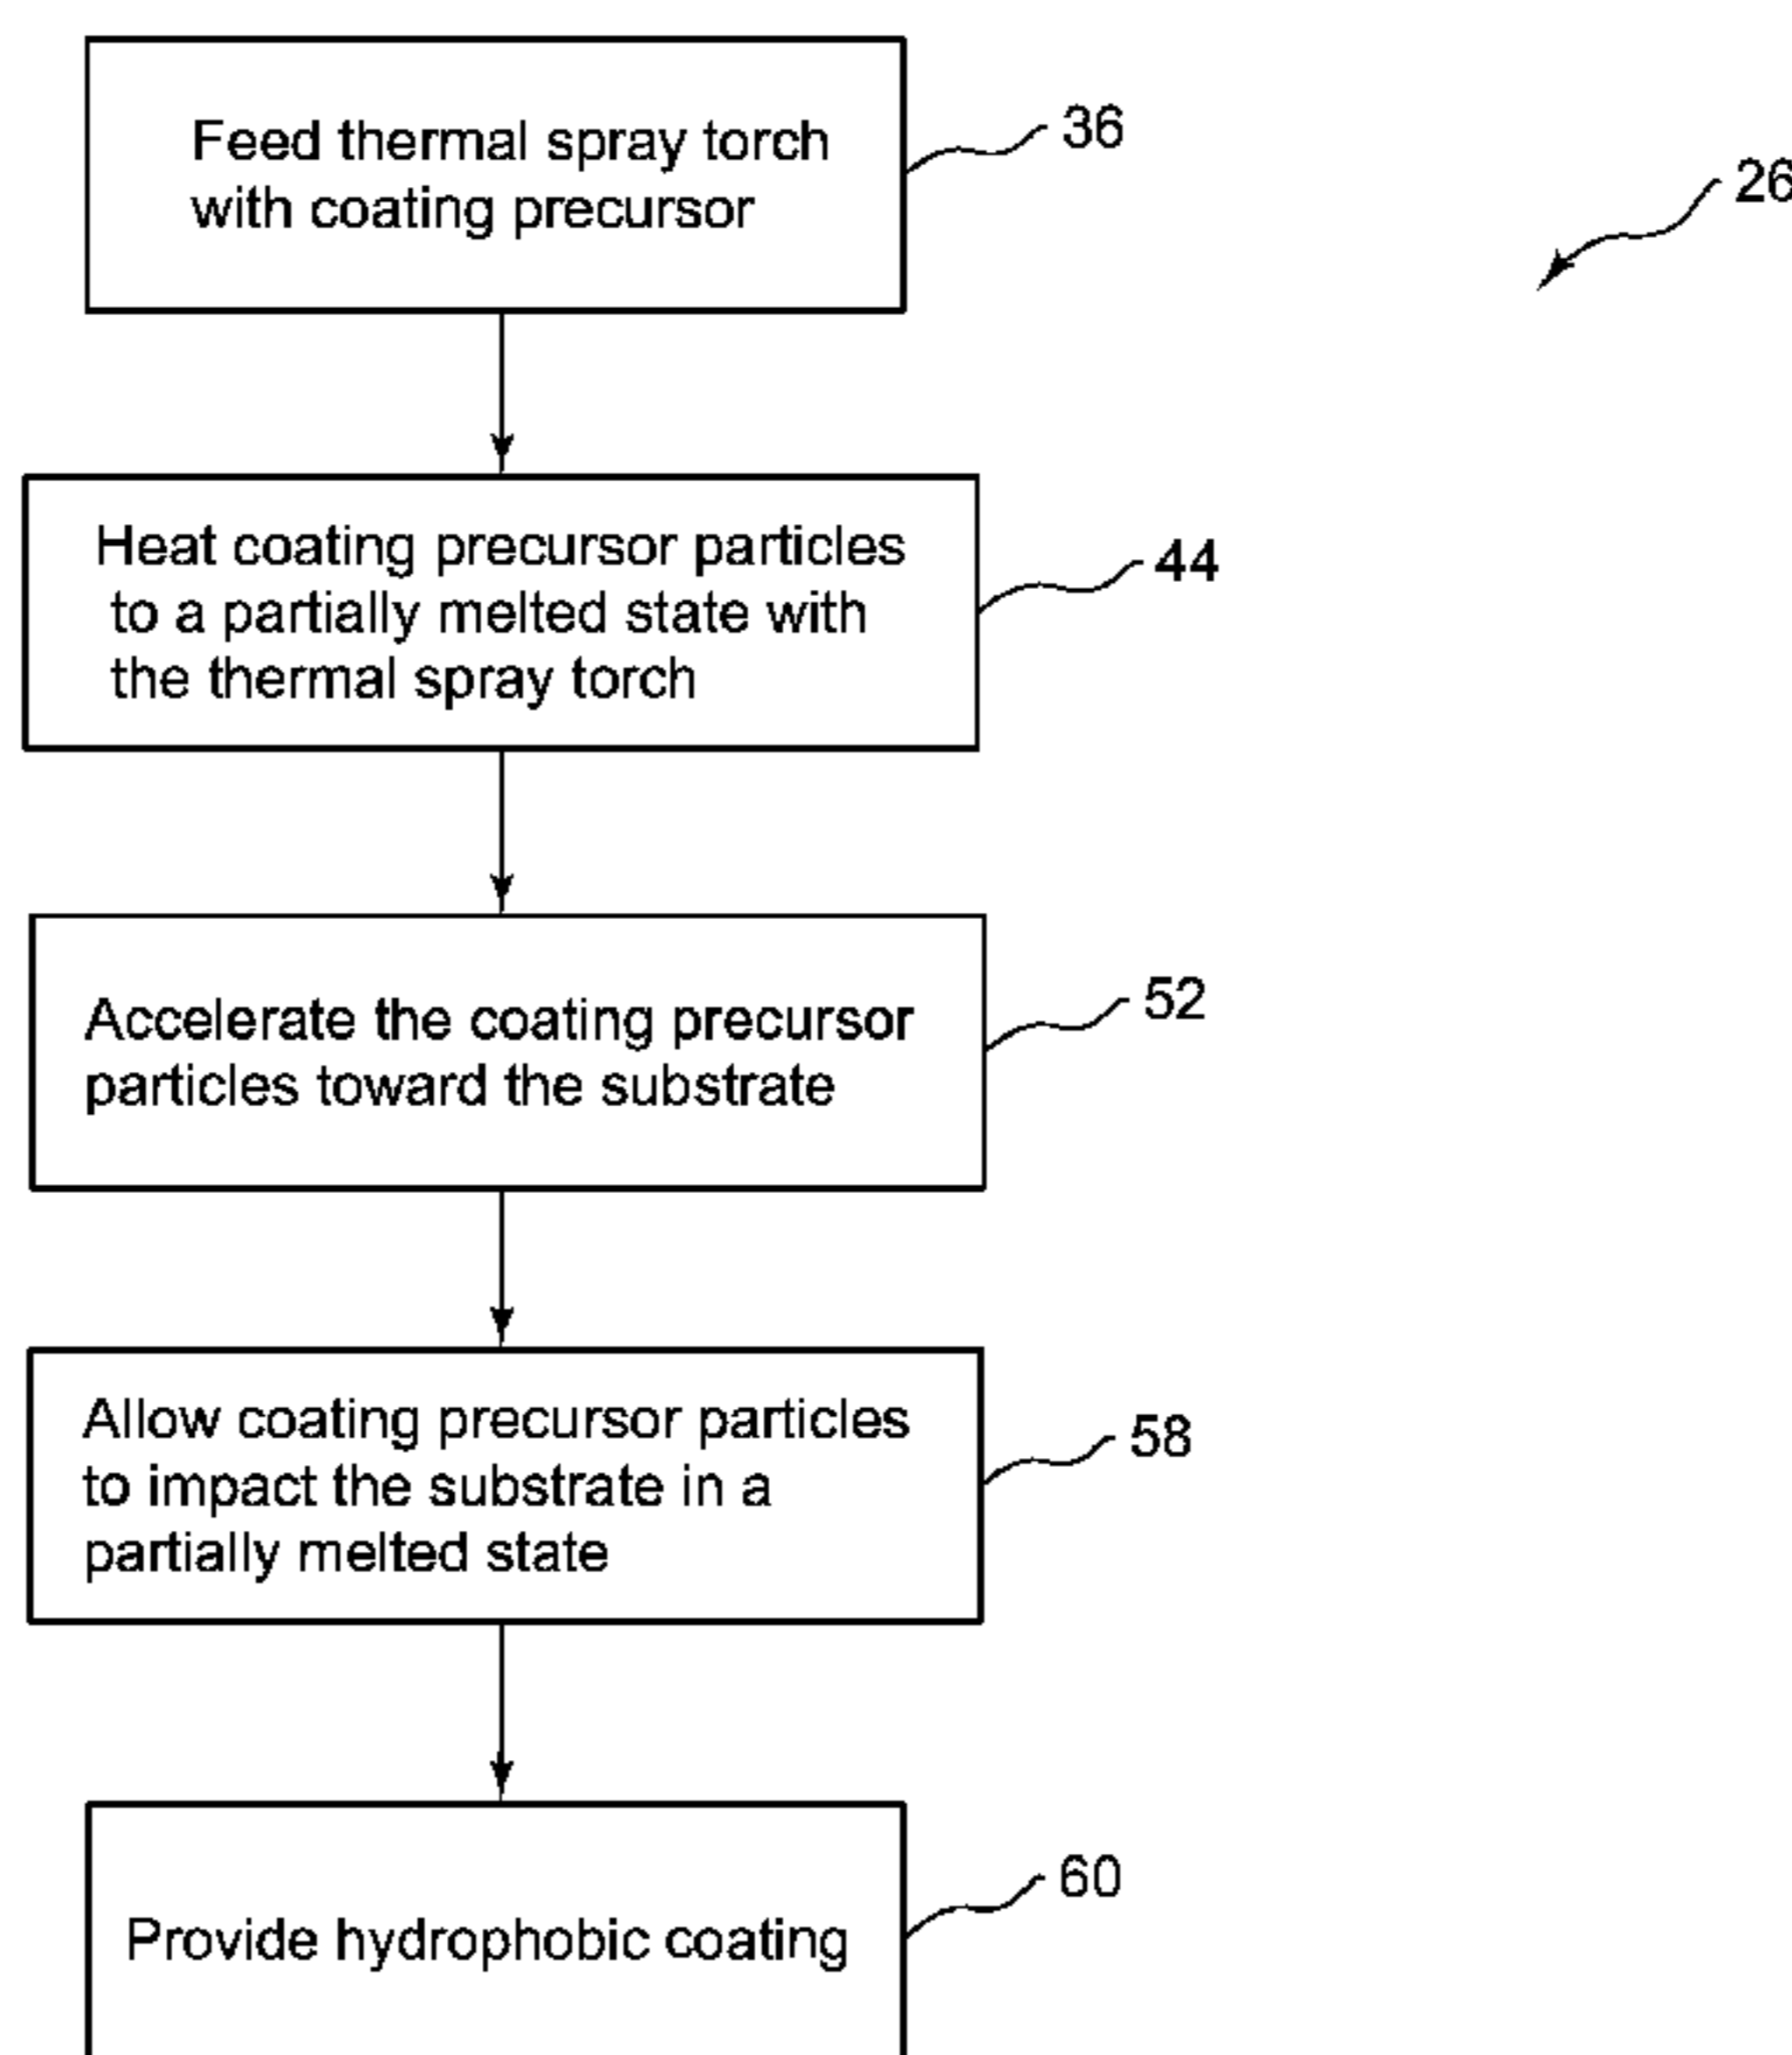 Feed thermal spray torch
with coating precursor
36
26
Heat coating precursor particles
to a partially melted state with
the thermal spray torch
44
Accelerate the coating precursor
particles toward the substrate
52
Allow coating precursor particles
to impact the substrate in a
partially melted state
58
Provide hydrophobic coating
60